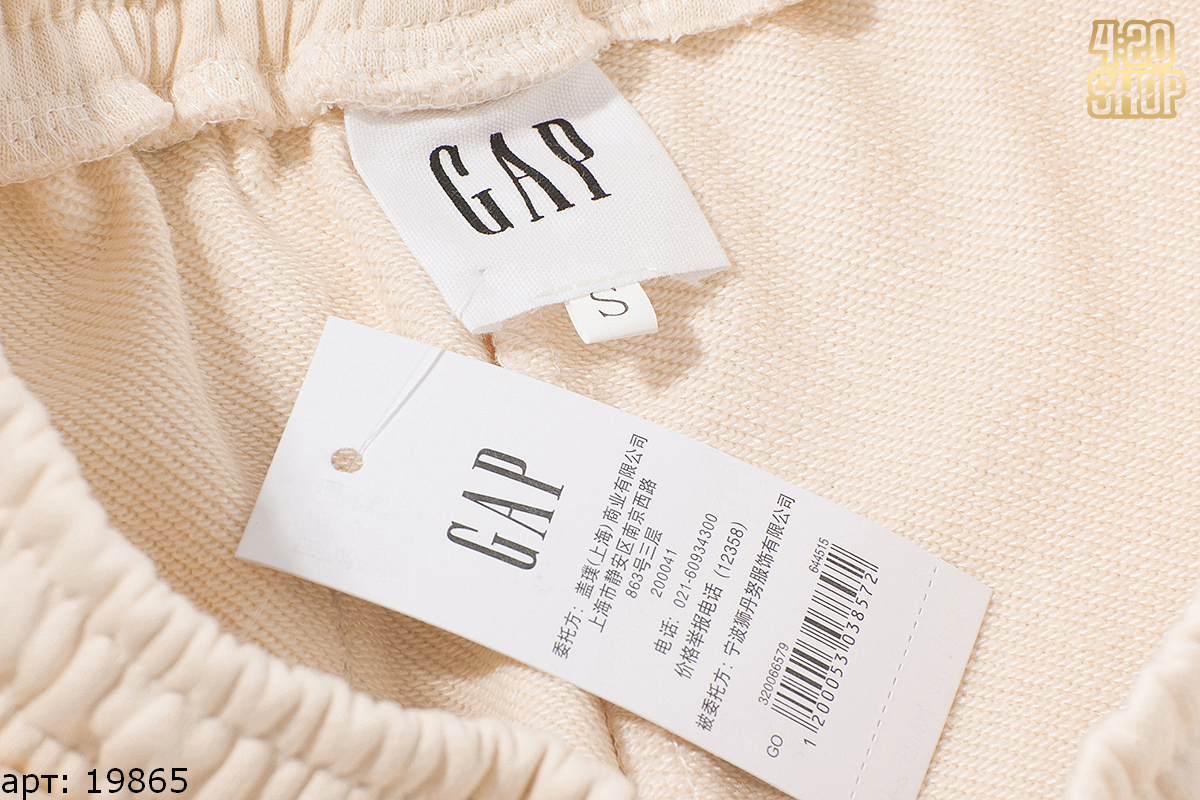 4:20
SHOP
GAP
S
GAP
委托方：盖璞(上海)商业有限公司
上海市静安区南京西路
863号三层
200041
电话：021-60934300
价格举报电话（12358）
被委托方：宁波狮丹努服饰有限公司
320066579
644515
GO
1 200053 038572
арт: 19865